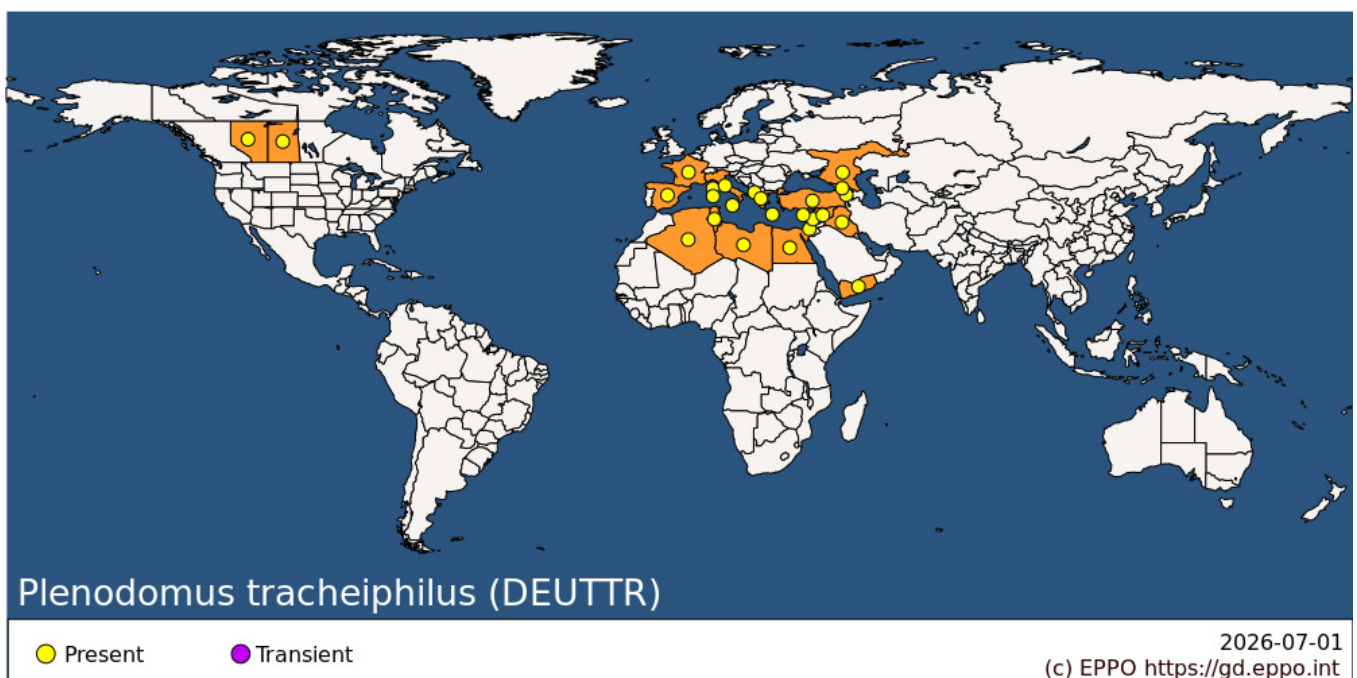 Plenodomus tracheiphilus (DEUTTR)
Present
Transient
2026-07-01
(c) EPPO https://gd.eppo.int